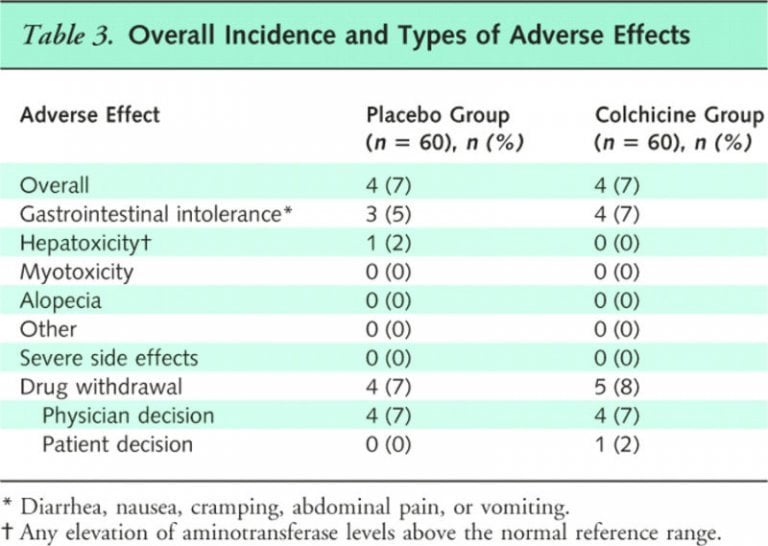 Table 3. Overall Incidence and Types of Adverse Effects
Adverse Effect Placebo Group Colchicine Group
(n = 60), n (%) (n = 60), n (%)
Overall 4 (7) 4 (7)
Gastrointestinal intolerance* 3 (5) 4 (7)
Hepatoxicity† 1 (2) 0 (0)
Myotoxicity 0 (0) 0 (0)
Alopecia 0 (0) 0 (0)
Other 0 (0) 0 (0)
Severe side effects 0 (0) 0 (0)
Drug withdrawal 4 (7) 5 (8)
Physician decision 4 (7) 4 (7)
Patient decision 0 (0) 1 (2)
* Diarrhea, nausea, cramping, abdominal pain, or vomiting.
† Any elevation of aminotransferase levels above the normal reference range.